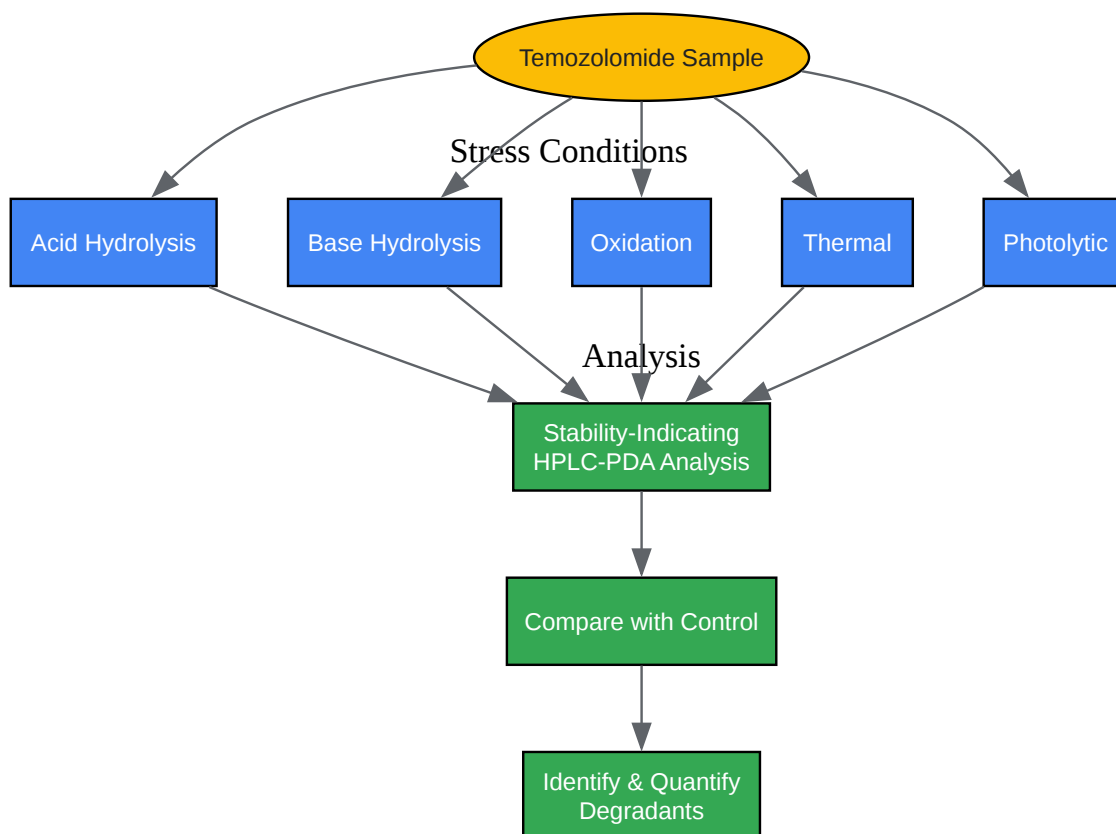 Temozolomide Sample
Stress Conditions
Acid Hydrolysis
Base Hydrolysis
Oxidation
Thermal
Photolytic
Analysis
Stability-Indicating
HPLC-PDA Analysis
Compare with Control
Identify & Quantify
Degradants